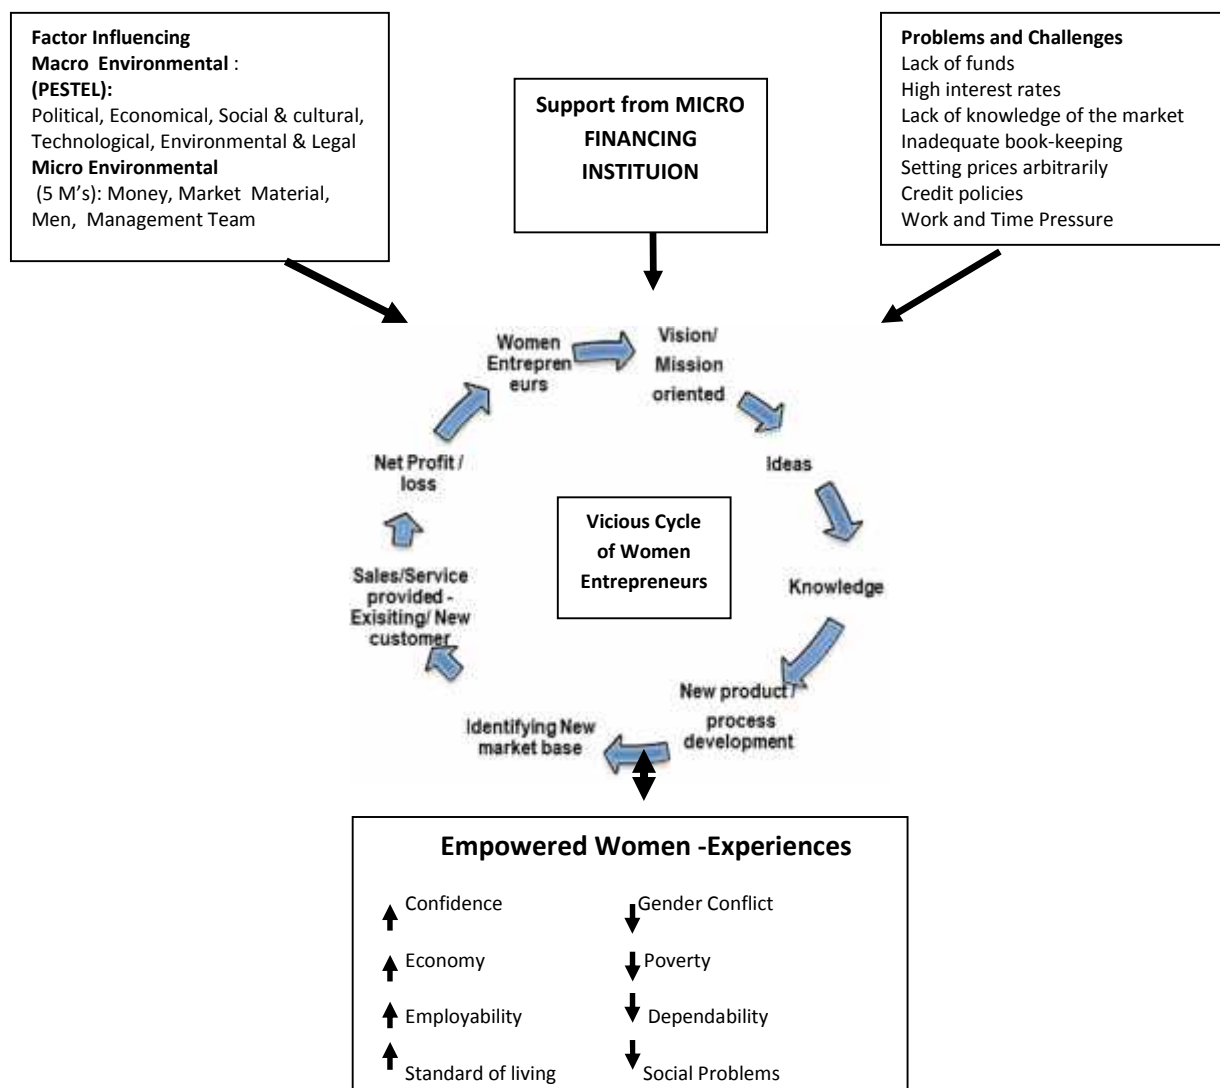 Factor Influencing
Macro Environmental :
(PESTEL):
Political, Economical, Social & cultural,
Technological, Environmental & Legal
Micro Environmental
(5 M’s): Money, Market Material,
Men, Management Team
Support from MICRO
FINANCING
INSTITUION
Problems and Challenges
Lack of funds
High interest rates
Lack of knowledge of the market
Inadequate book-keeping
Setting prices arbitrarily
Credit policies
Work and Time Pressure
Women
Entrepren
eurs
Vision/
Mission
oriented
Ideas
Knowledge
New product /
process
development
Identifying New
market base
Sales/Service
provided -
Exisiting/ New
customer
Net Profit /
loss
Vicious Cycle
of Women
Entrepreneurs
Empowered Women -Experiences
Confidence
Gender Conflict
Economy
Poverty
Employability
Dependability
Standard of living
Social Problems